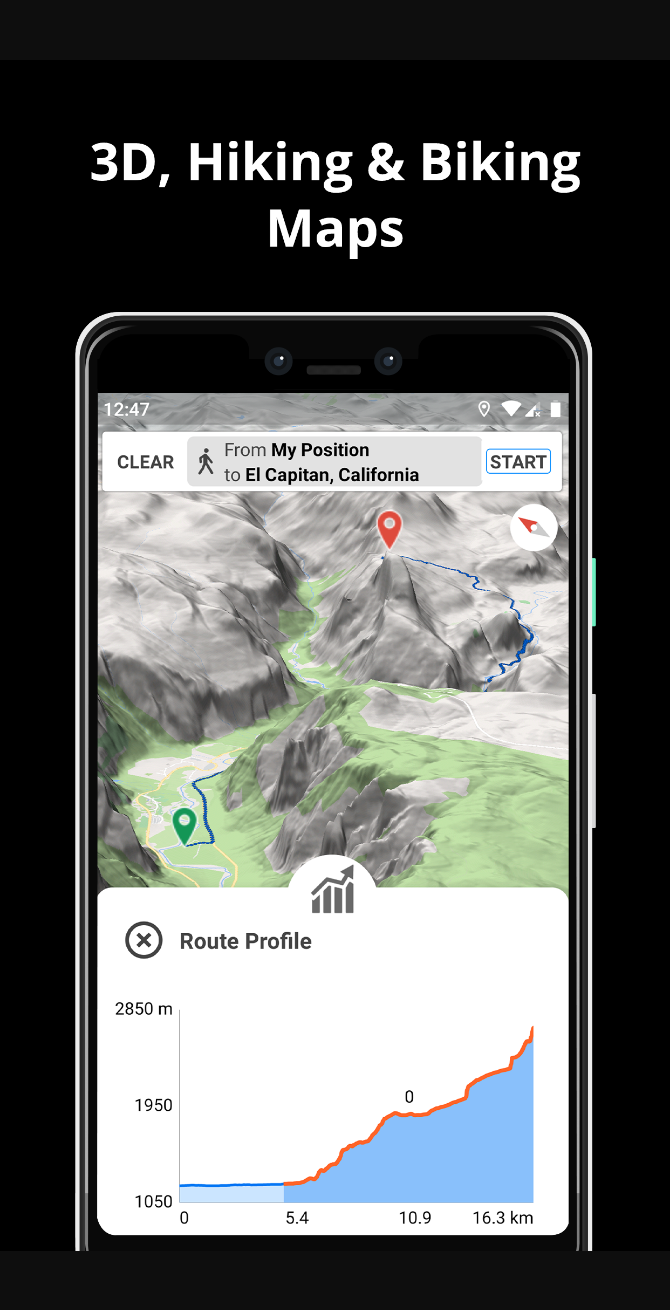 3D, Hiking & Biking
Maps
12:47
CLEAR
From My Position
to El Capitan, California
START
Route Profile
2850 m
1950
0
1050
0
5.4
10.9
16.3 km